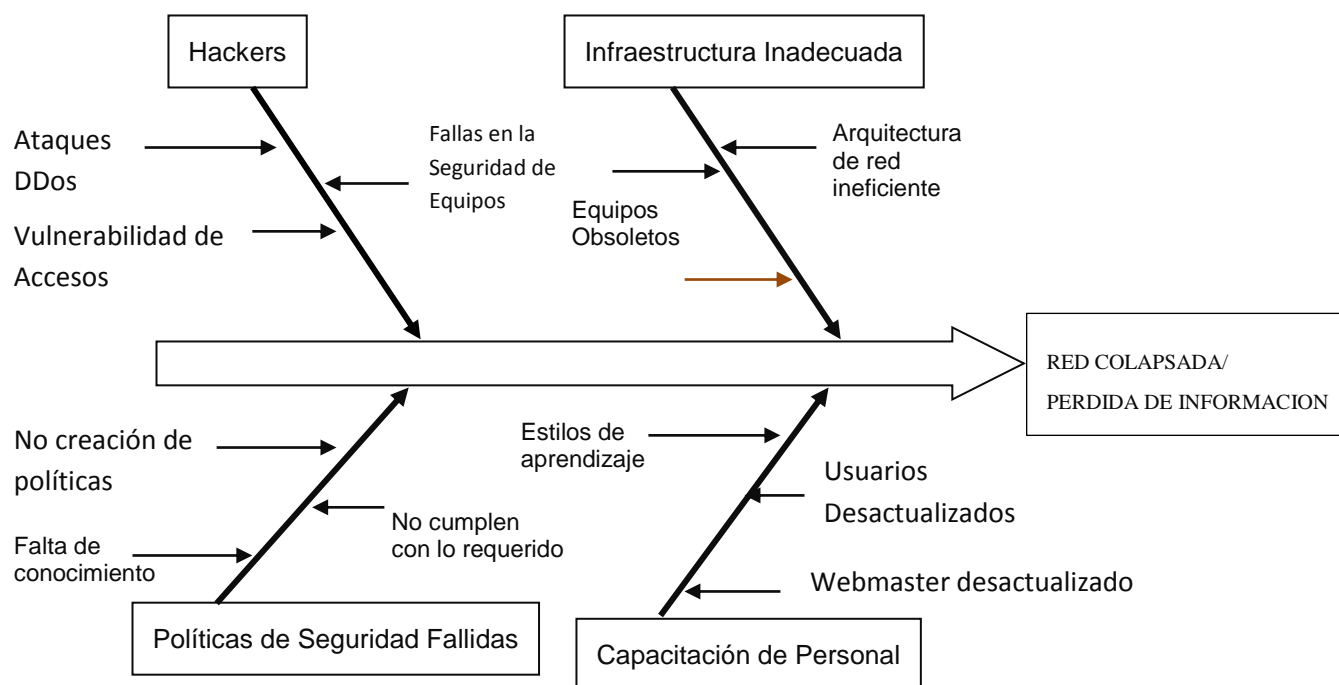 Hackers
Infraestructura Inadecuada
Ataques
DDos
Fallas en la
Seguridad de
Equipos
Arquitectura
de red
ineficiente
Vulnerabilidad de
Accesos
Equipos
Obsoletos
RED COLAPSADA/
PERDIDA DE INFORMACION
No creación de
políticas
Estilos de
aprendizaje
Usuarios
Desactualizados
No cumplen
con lo requerido
Falta de
conocimiento
Webmaster desactualizado
Políticas de Seguridad Fallidas
Capacitación de Personal